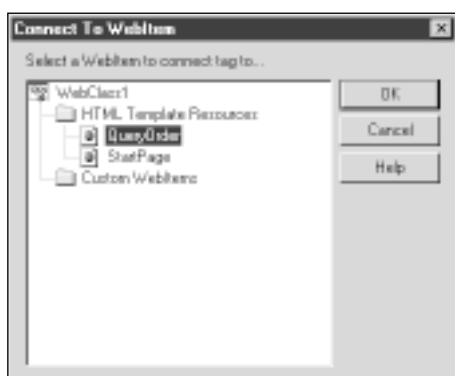 Connect To WebItem
Select a WebItem to connect tag to...
WebClass1
HTML Template Resources
QueryOrder
StartPage
Custom WebItems
OK
Cancel
Help